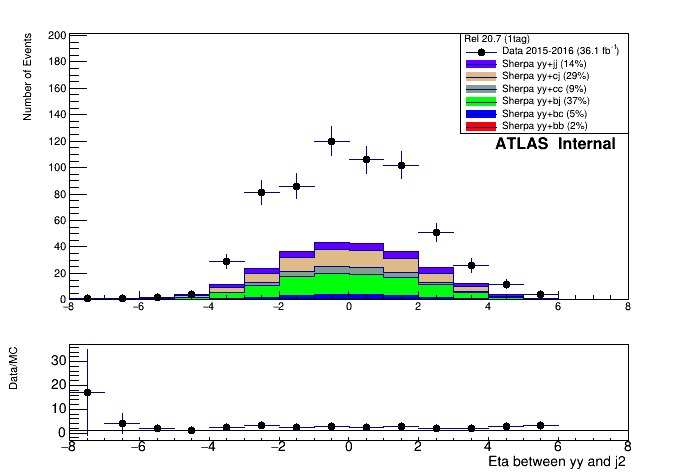 Number of Events
200
180
160
140
120
100
80
60
40
20
0
−8 −6 −4 −2 0 2 4 6 8
Rel 20.7 (1tag)
Data 2015-2016 (36.1 fb⁻¹)
Sherpa yy+jj (14%)
Sherpa yy+cj (29%)
Sherpa yy+cc (9%)
Sherpa yy+bj (37%)
Sherpa yy+bc (5%)
Sherpa yy+bb (2%)
ATLAS Internal
Data/MC
30
20
10
0
−8 −6 −4 −2 0 2 4 6 8
Eta between yy and j2